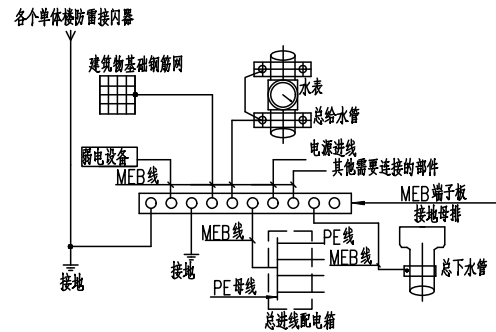 各个单体楼防雷接闪器
建筑物基础钢筋网
水表
总给水管
弱电设备
电源进线
其他需要连接的部件
MEB线
MEB端子板
接地母排
MEB线
PE线
MEB线
接地
接地
PE母线
总下水管
总进线配电箱